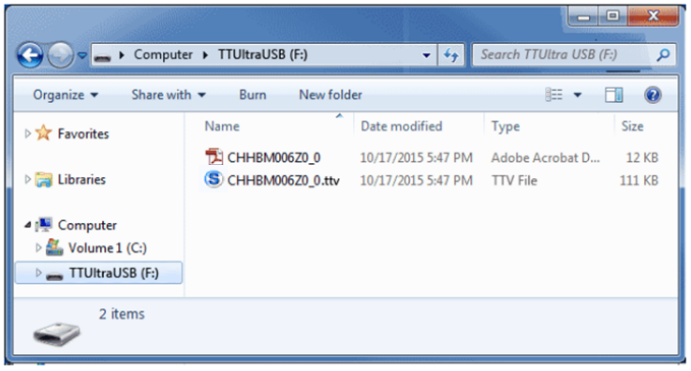 Computer TTUltraUSB (F:) Search TTUltra USB (F:)
Organize Share with Burn New folder
Favorites
Libraries
Computer
Volume 1 (C:)
TTUltraUSB (F:)
Name Date modified Type Size
CHHBM006Z0_0 10/17/2015 5:47 PM Adobe Acrobat D... 12 KB
CHHBM006Z0_0.ttv 10/17/2015 5:47 PM TTV File 111 KB
2 items